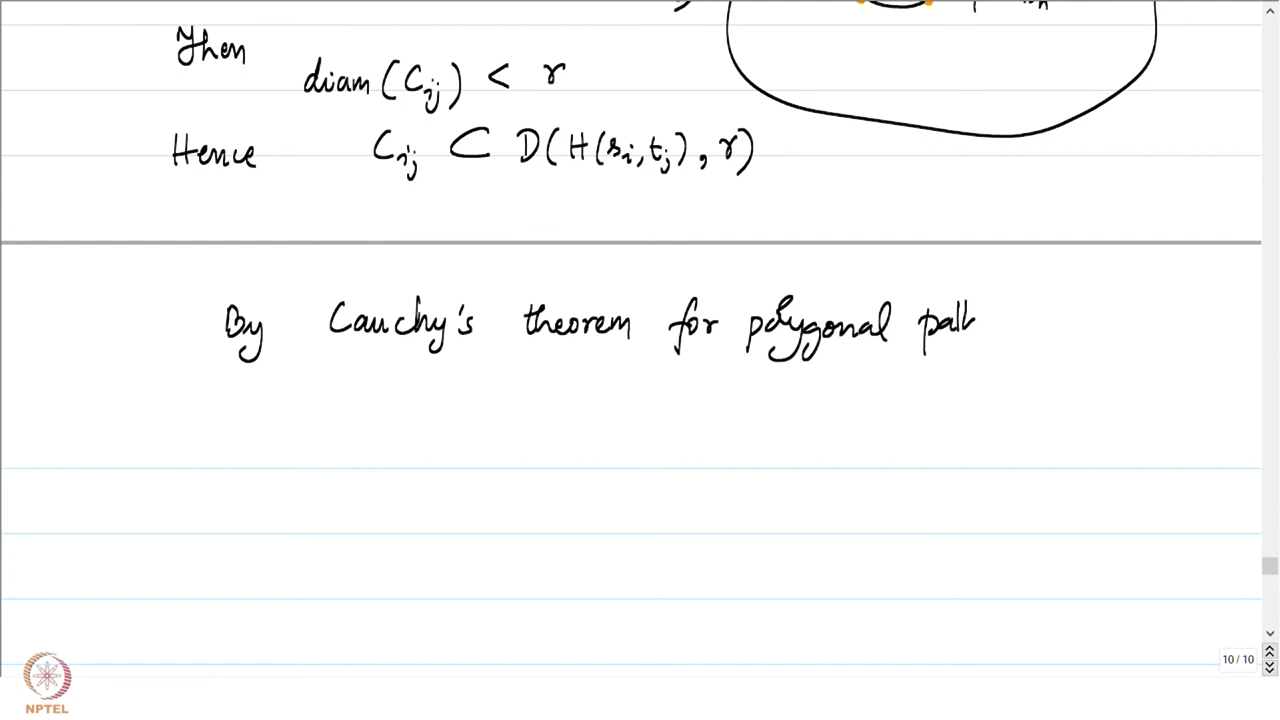 Then
diam (C_ij) < r
Hence C_ij ⊂ D(H(s_i, t_j), r)
By Cauchy's theorem for polygonal path
10 / 10
NPTEL